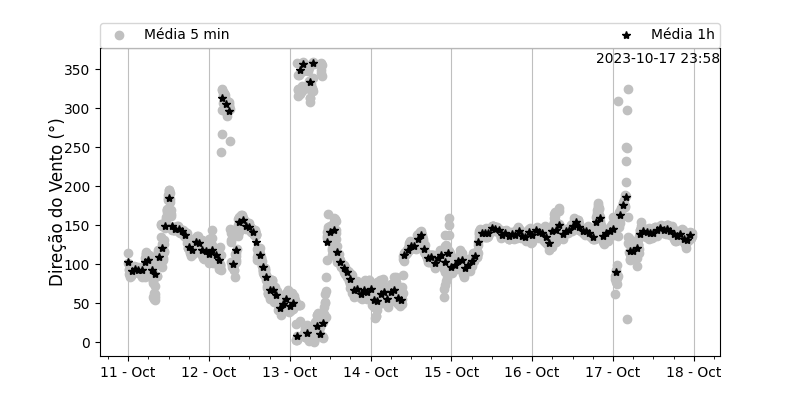 Média 5 min
Média 1h
2023-10-17 23:58
Direção do Vento (°)
350
300
250
200
150
100
50
0
11 - Oct
12 - Oct
13 - Oct
14 - Oct
15 - Oct
16 - Oct
17 - Oct
18 - Oct